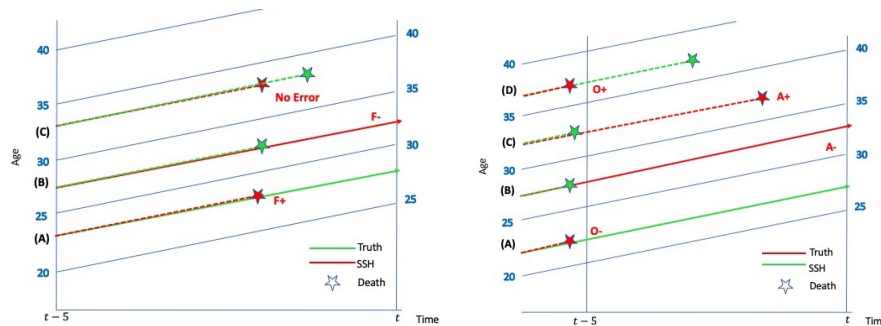 40
40
35
No Error
35
(C)
F-
30
30
(B)
25
25
F+
(A)
20
Age
Truth
SSH
Death
t − 5
t
Time
40
40
(D)
O+
A+
35
35
(C)
A-
30
30
(B)
25
25
O-
(A)
20
Age
Truth
SSH
Death
t − 5
t
Tim